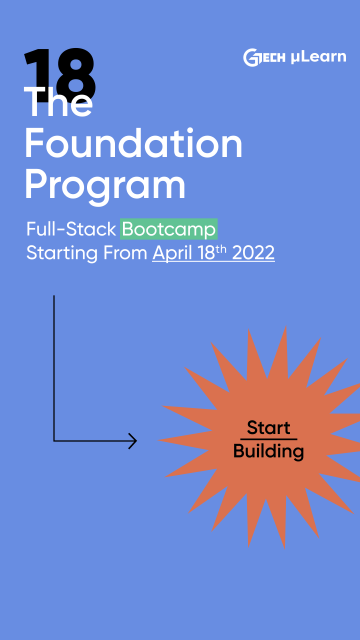 18
GTECH µLearn
The
Foundation
Program
Full-Stack Bootcamp
Starting From April 18th 2022
Start
Building